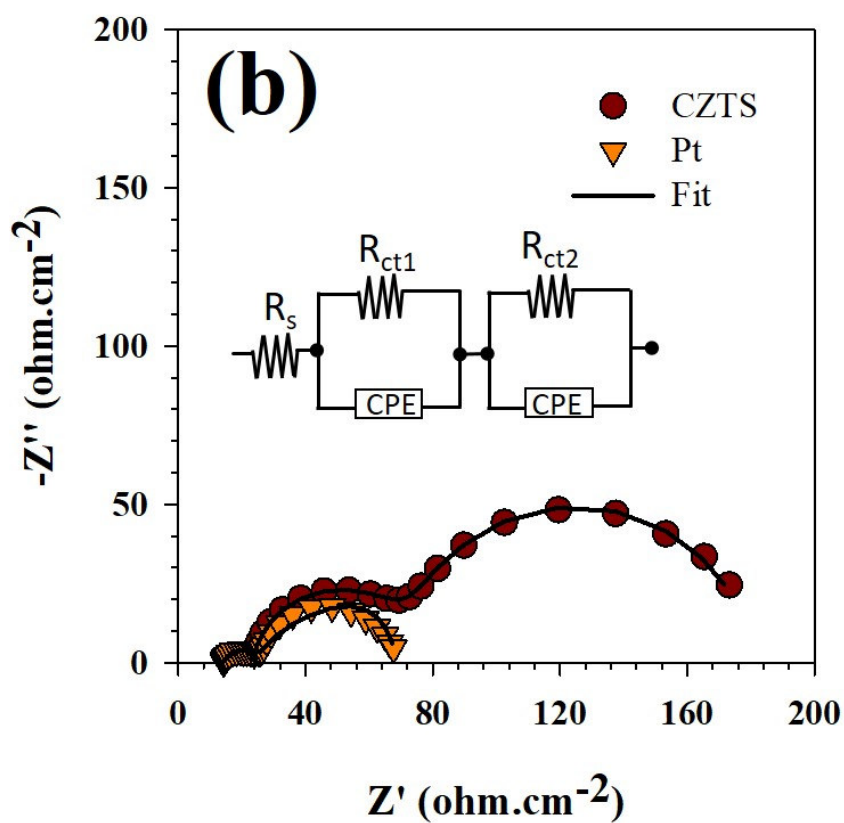 (b)
CZTS
Pt
Fit
-Z'' (ohm.cm-2)
200
150
100
50
0
Rct1
Rct2
Rs
CPE
CPE
0 40 80 120 160 200
Z' (ohm.cm-2)